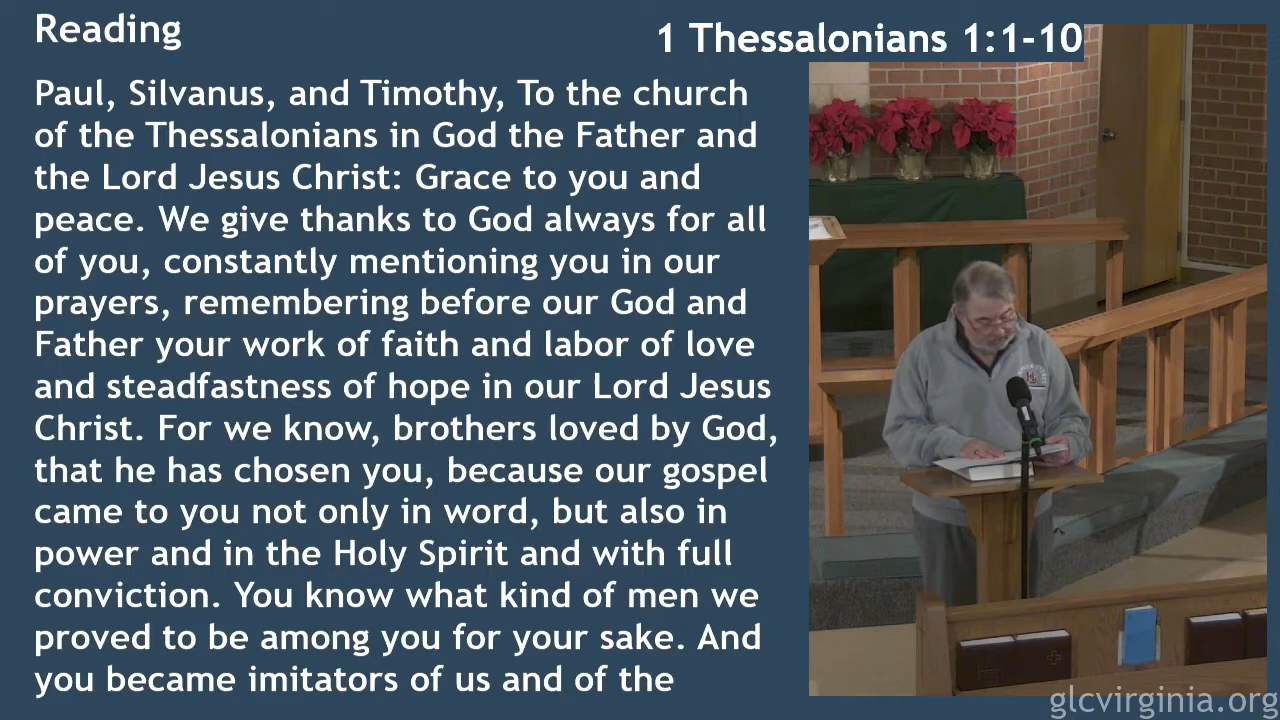 Reading
1 Thessalonians 1:1-10
Paul, Silvanus, and Timothy, To the church
of the Thessalonians in God the Father and
the Lord Jesus Christ: Grace to you and
peace. We give thanks to God always for all
of you, constantly mentioning you in our
prayers, remembering before our God and
Father your work of faith and labor of love
and steadfastness of hope in our Lord Jesus
Christ. For we know, brothers loved by God,
that he has chosen you, because our gospel
came to you not only in word, but also in
power and in the Holy Spirit and with full
conviction. You know what kind of men we
proved to be among you for your sake. And
you became imitators of us and of the
glcvirginia.org